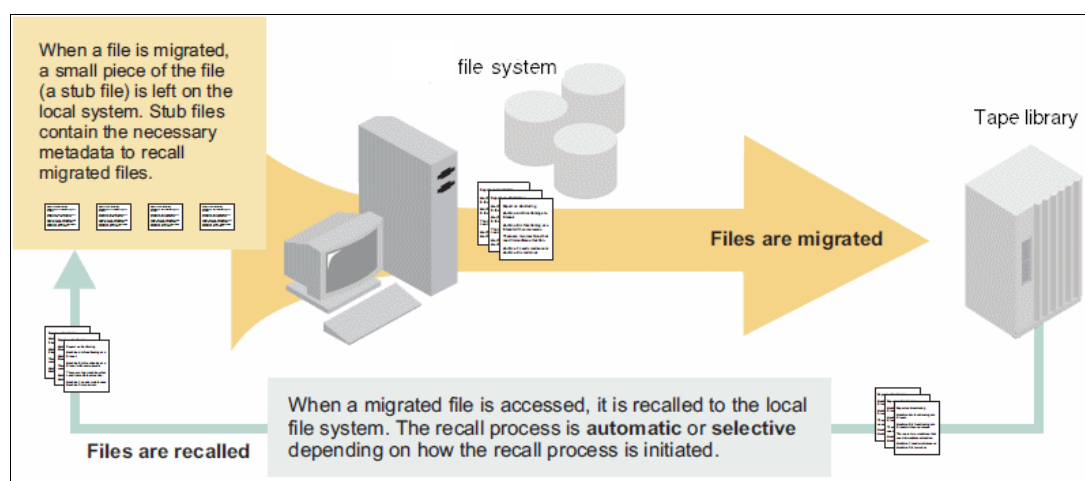 When a file is migrated,
a small piece of the file
(a stub file) is left on the
local system. Stub files
contain the necessary
metadata to recall
migrated files.
file system
Tape library
Files are migrated
When a migrated file is accessed, it is recalled to the local
file system. The recall process is automatic or selective
depending on how the recall process is initiated.
Files are recalled